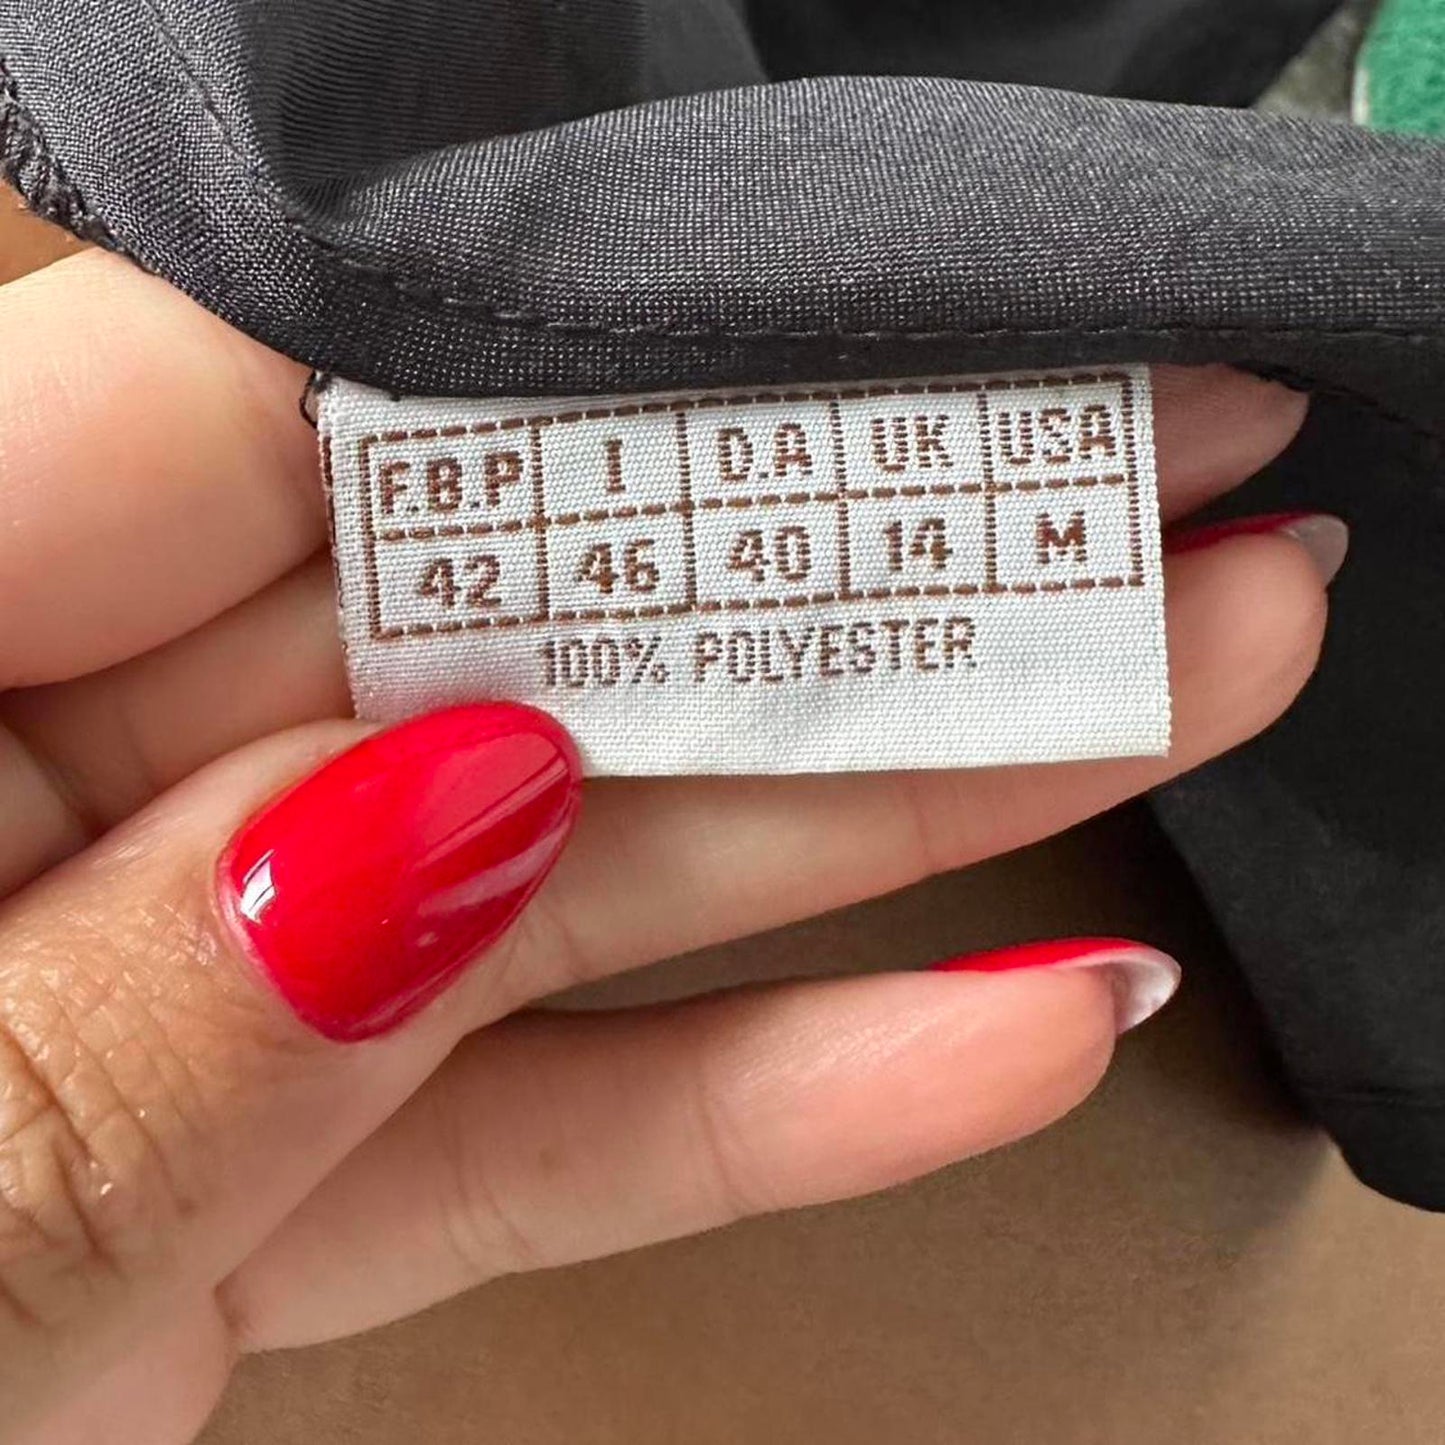 F.B.P I D.A UK USA
42 46 40 14 M
100% POLYESTER